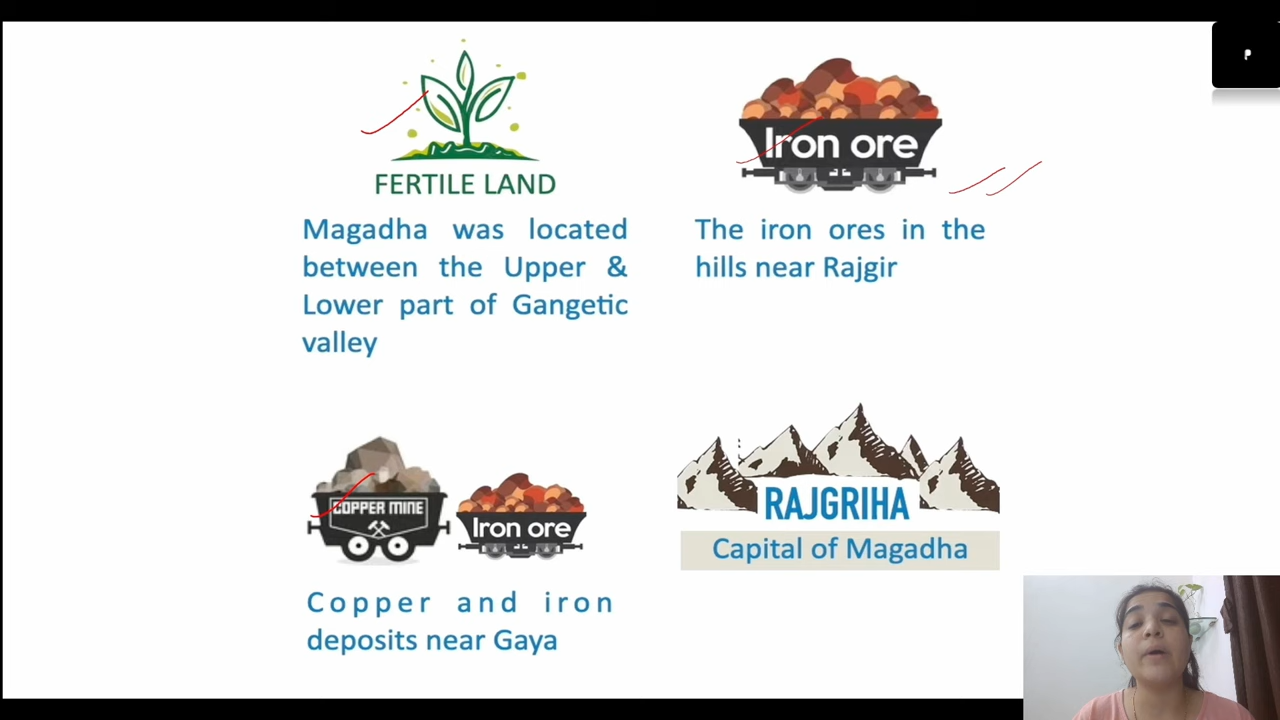 P
FERTILE LAND
Magadha was located
between the Upper &
Lower part of Gangetic
valley
Iron ore
The iron ores in the
hills near Rajgir
COPPER MINE
Iron ore
Copper and iron
deposits near Gaya
RAJGRIHA
Capital of Magadha